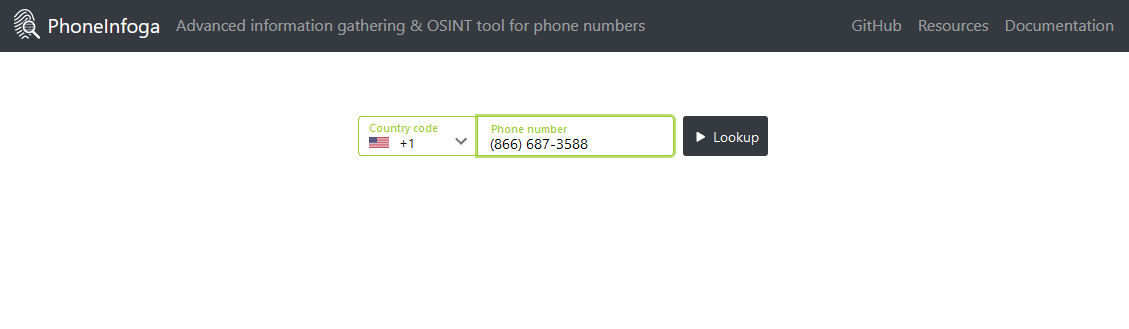 PhoneInfoga Advanced information gathering & OSINT tool for phone numbers GitHub Resources Documentation
Country code
+1
Phone number
(866) 687-3588
Lookup